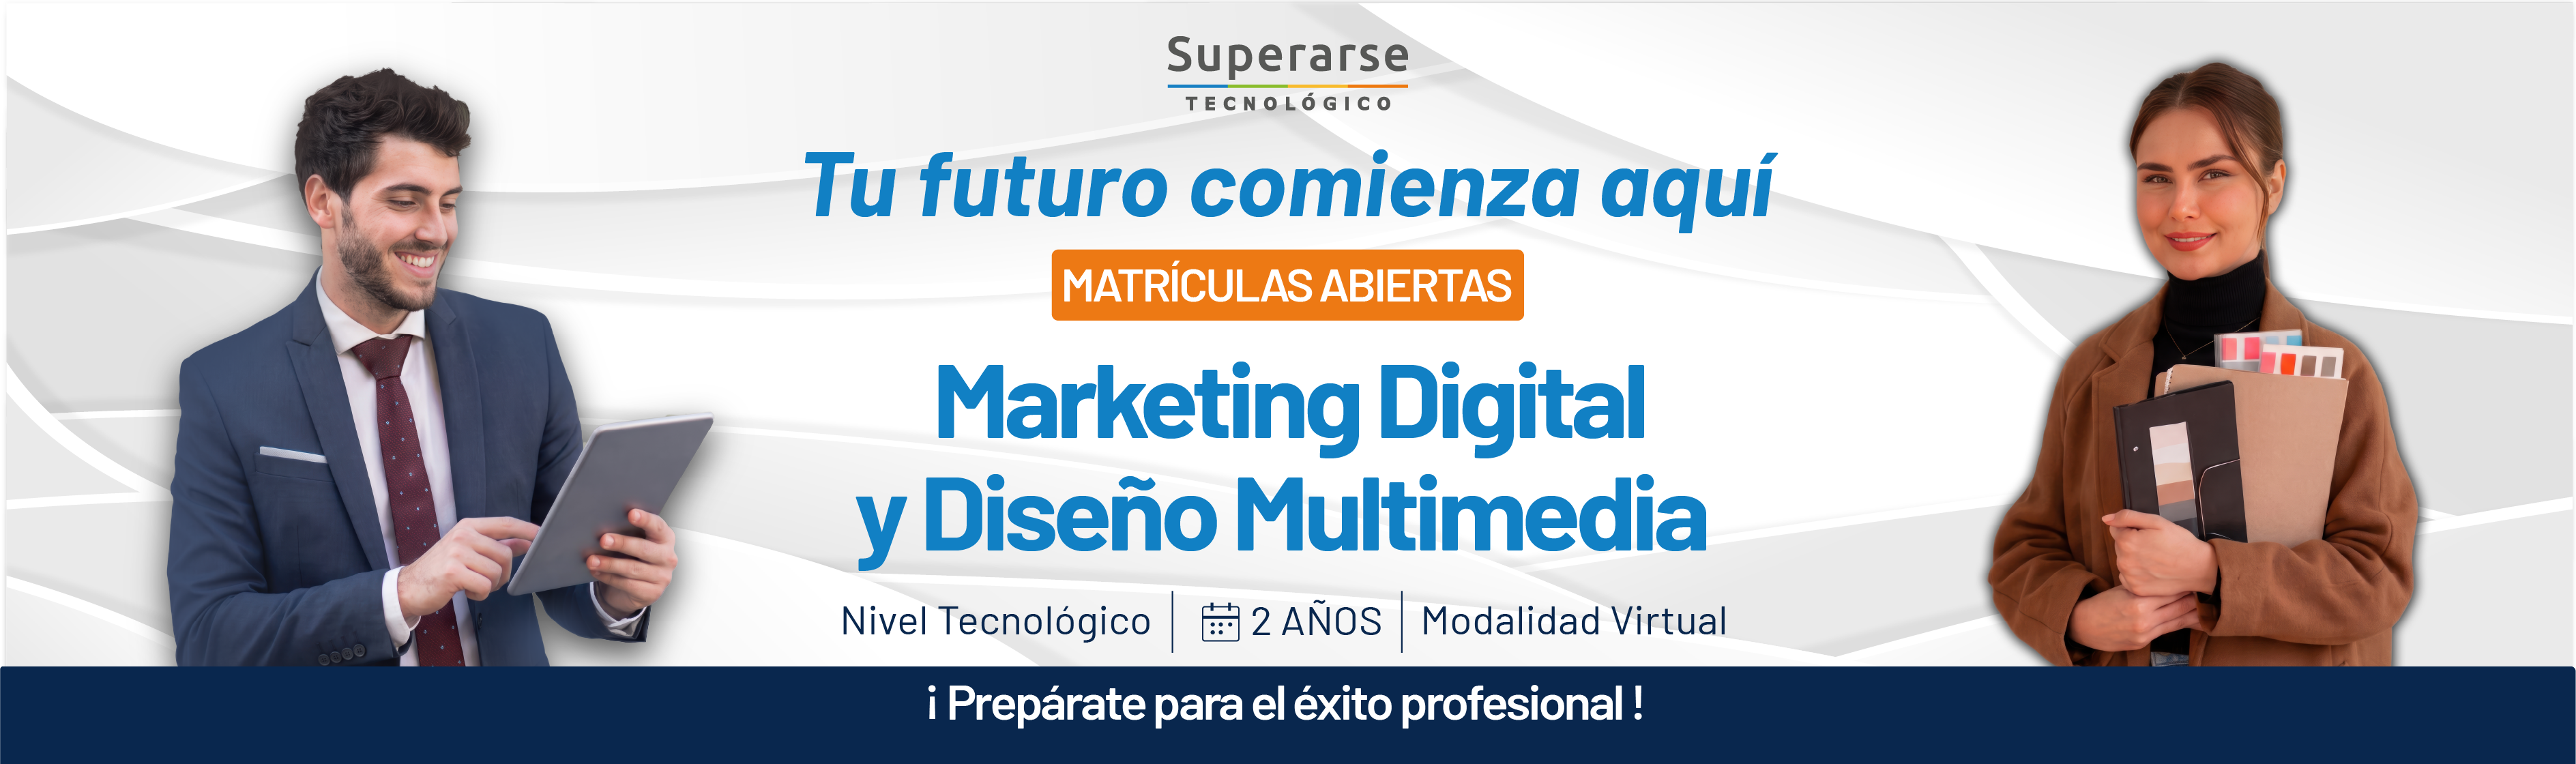 Superarse
TECNOLÓGICO
Tu futuro comienza aquí
MATRÍCULAS ABIERTAS
Marketing Digital
y Diseño Multimedia
Nivel Tecnológico | 2 AÑOS | Modalidad Virtual
¡ Prepárate para el éxito profesional !